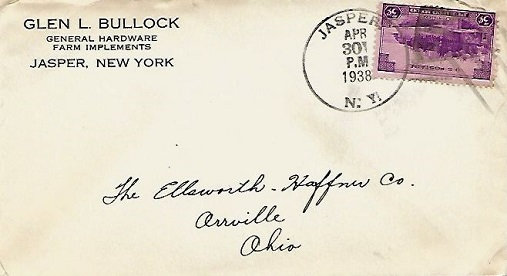 GLEN L. BULLOCK
GENERAL HARDWARE
FARM IMPLEMENTS
JASPER, NEW YORK
JASPER
APR
30
P.M
1938
N.Y.
The Ellsworth-Haffner Co.
Orrville
Ohio